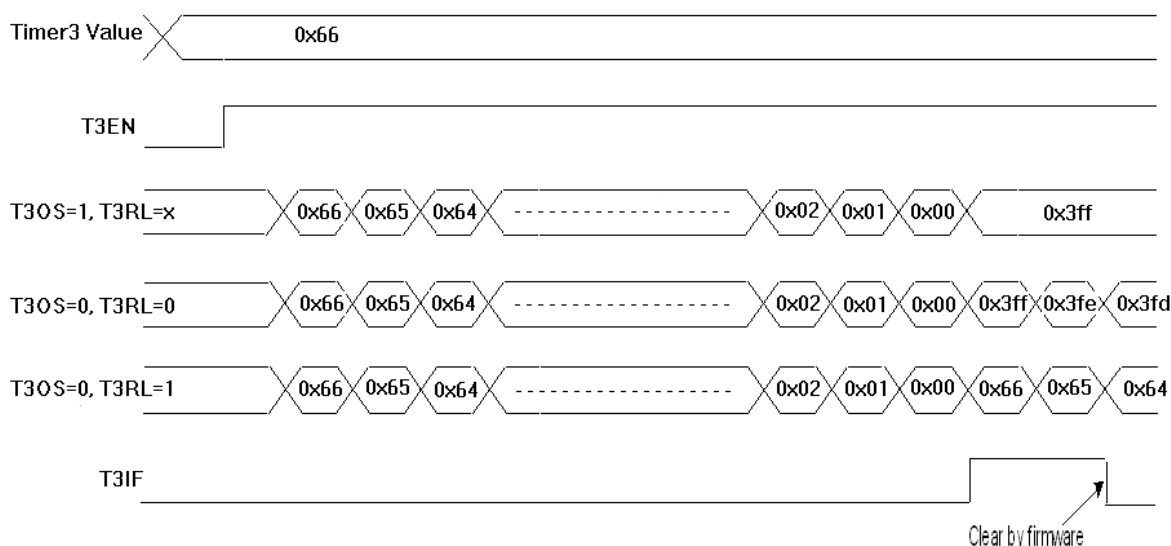 Timer3 Value 0x66
T3EN
T3OS=1, T3RL=x 0x66 0x65 0x64 0x02 0x01 0x00 0x3ff
T3OS=0, T3RL=0 0x66 0x65 0x64 0x02 0x01 0x00 0x3ff 0x3fe 0x3fd
T3OS=0, T3RL=1 0x66 0x65 0x64 0x02 0x01 0x00 0x66 0x65 0x64
T3IF
Clear by firmware